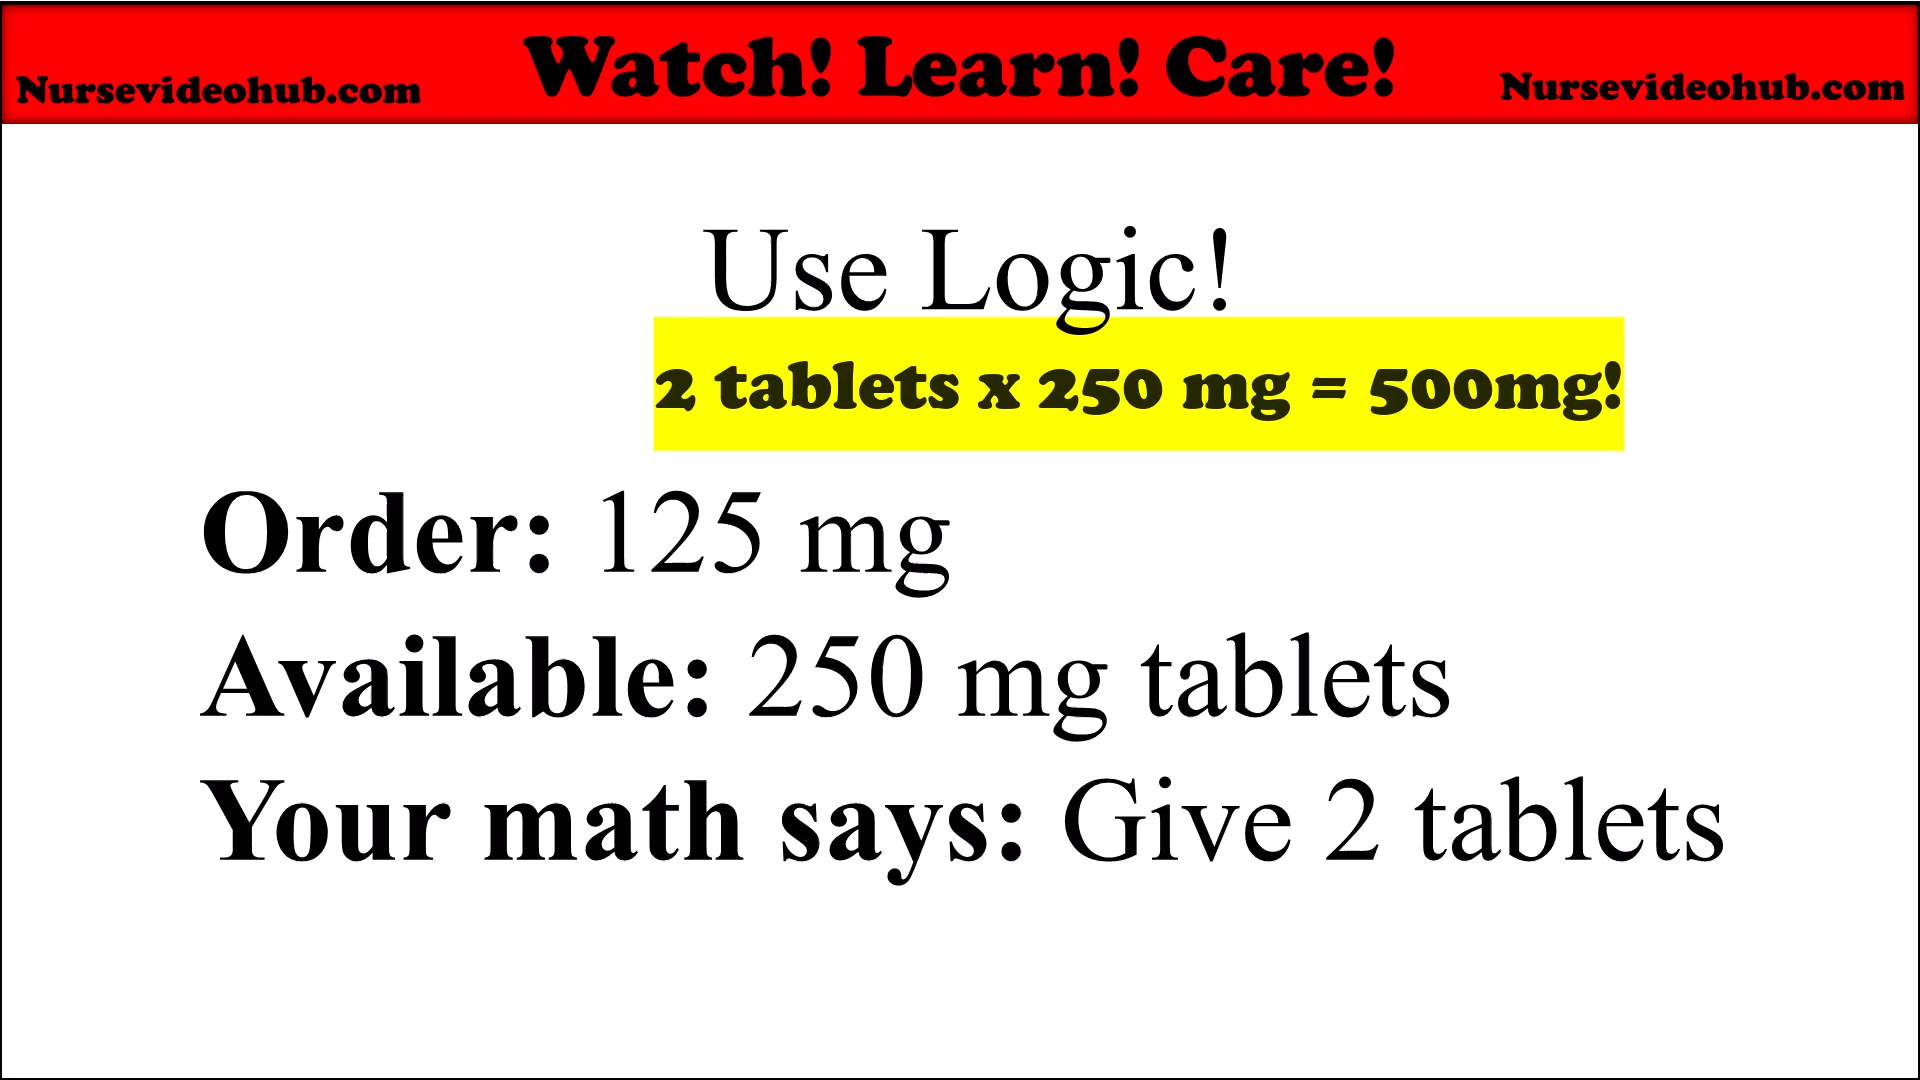 Nursevideohub.com Watch! Learn! Care! Nursevideohub.com
Use Logic!
2 tablets x 250 mg = 500mg!
Order: 125 mg
Available: 250 mg tablets
Your math says: Give 2 tablets